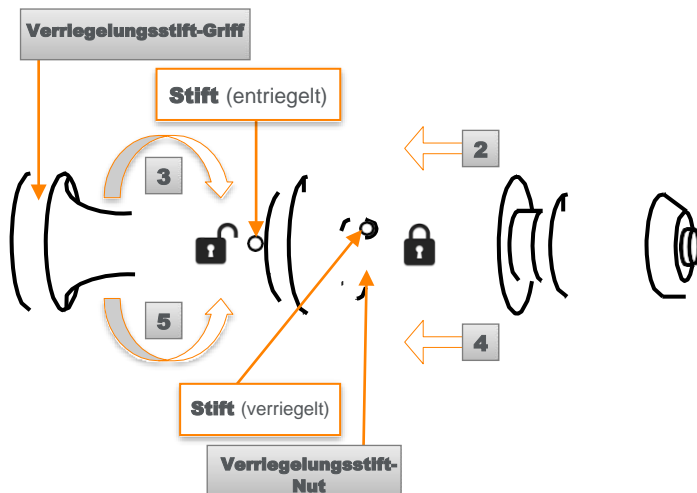 Verriegelungsstift-Griff
Stift (entriegelt)
2
3
5
4
Stift (verriegelt)
Verriegelungsstift-
Nut